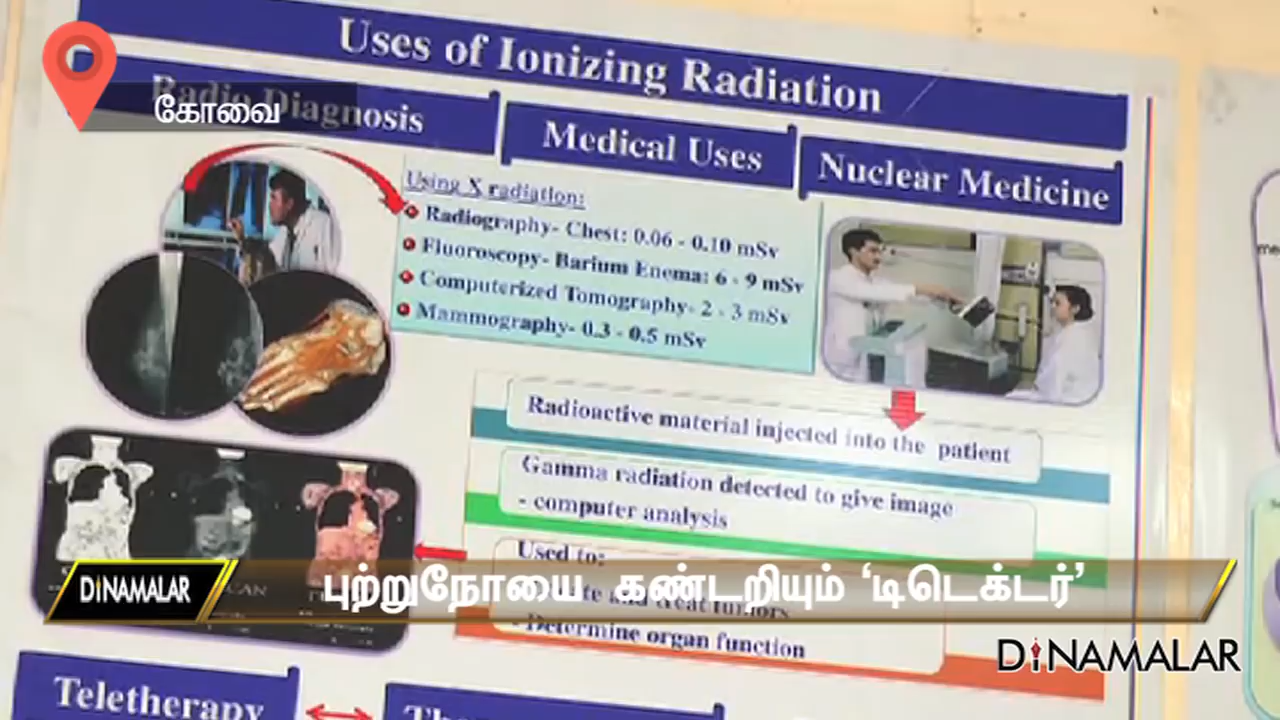 Uses of Ionizing Radiation
Radio Diagnosis
கோவை
Medical Uses
Nuclear Medicine
Using X radiation:
Radiography- Chest: 0.06 - 0.10 mSv
Fluoroscopy- Barium Enema: 6 - 9 mSv
Computerized Tomography- 2 - 3 mSv
Mammography- 0.3 - 0.5 mSv
Radioactive material injected into the patient
Gamma radiation detected to give image
- computer analysis
Used to:
and treat tumors
- Determine organ function
DINAMALAR
புற்றுநோயை கண்டறியும் ‘டிடெக்டர்’
DINAMALAR
Teletherapy